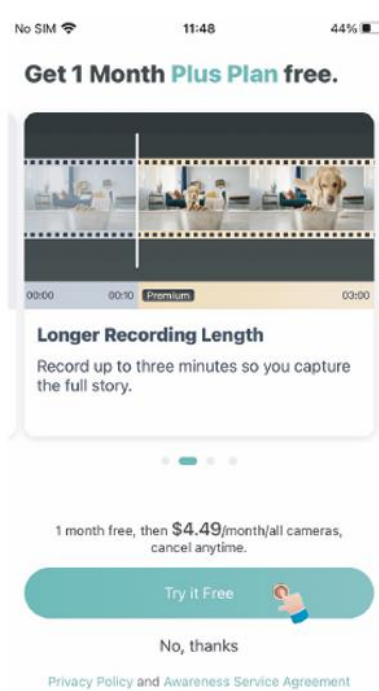 No SIM 11:48 44%
Get 1 Month Plus Plan free.
00:00 00:10 Premium 03:00
Longer Recording Length
Record up to three minutes so you capture
the full story.
1 month free, then $4.49/month/all cameras,
cancel anytime.
Try it Free
No, thanks
Privacy Policy and Awareness Service Agreement